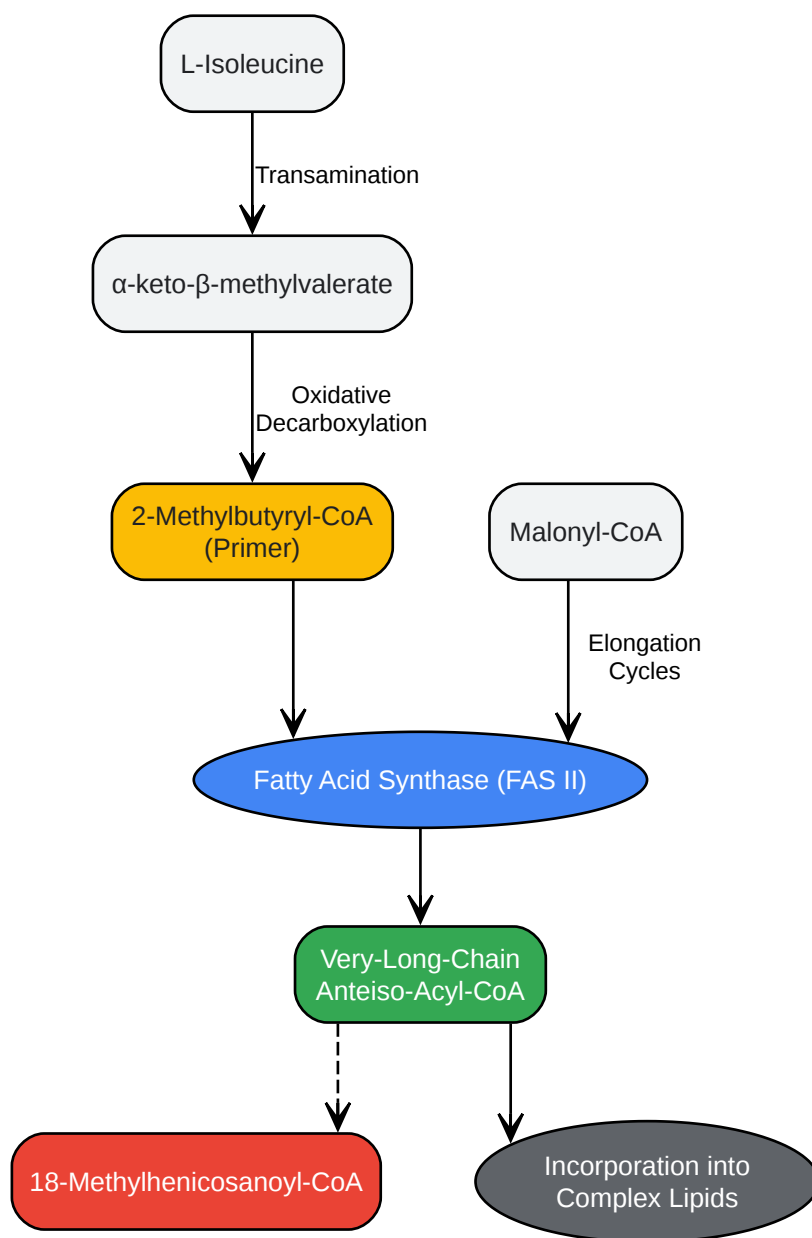 L-Isoleucine
Transamination
α-keto-β-methylvalerate
Oxidative
Decarboxylation
2-Methylbutyryl-CoA
(Primer)
Malonyl-CoA
Elongation
Cycles
Fatty Acid Synthase (FAS II)
Very-Long-Chain
Anteiso-Acyl-CoA
18-Methylhenicosanoyl-CoA
Incorporation into
Complex Lipids